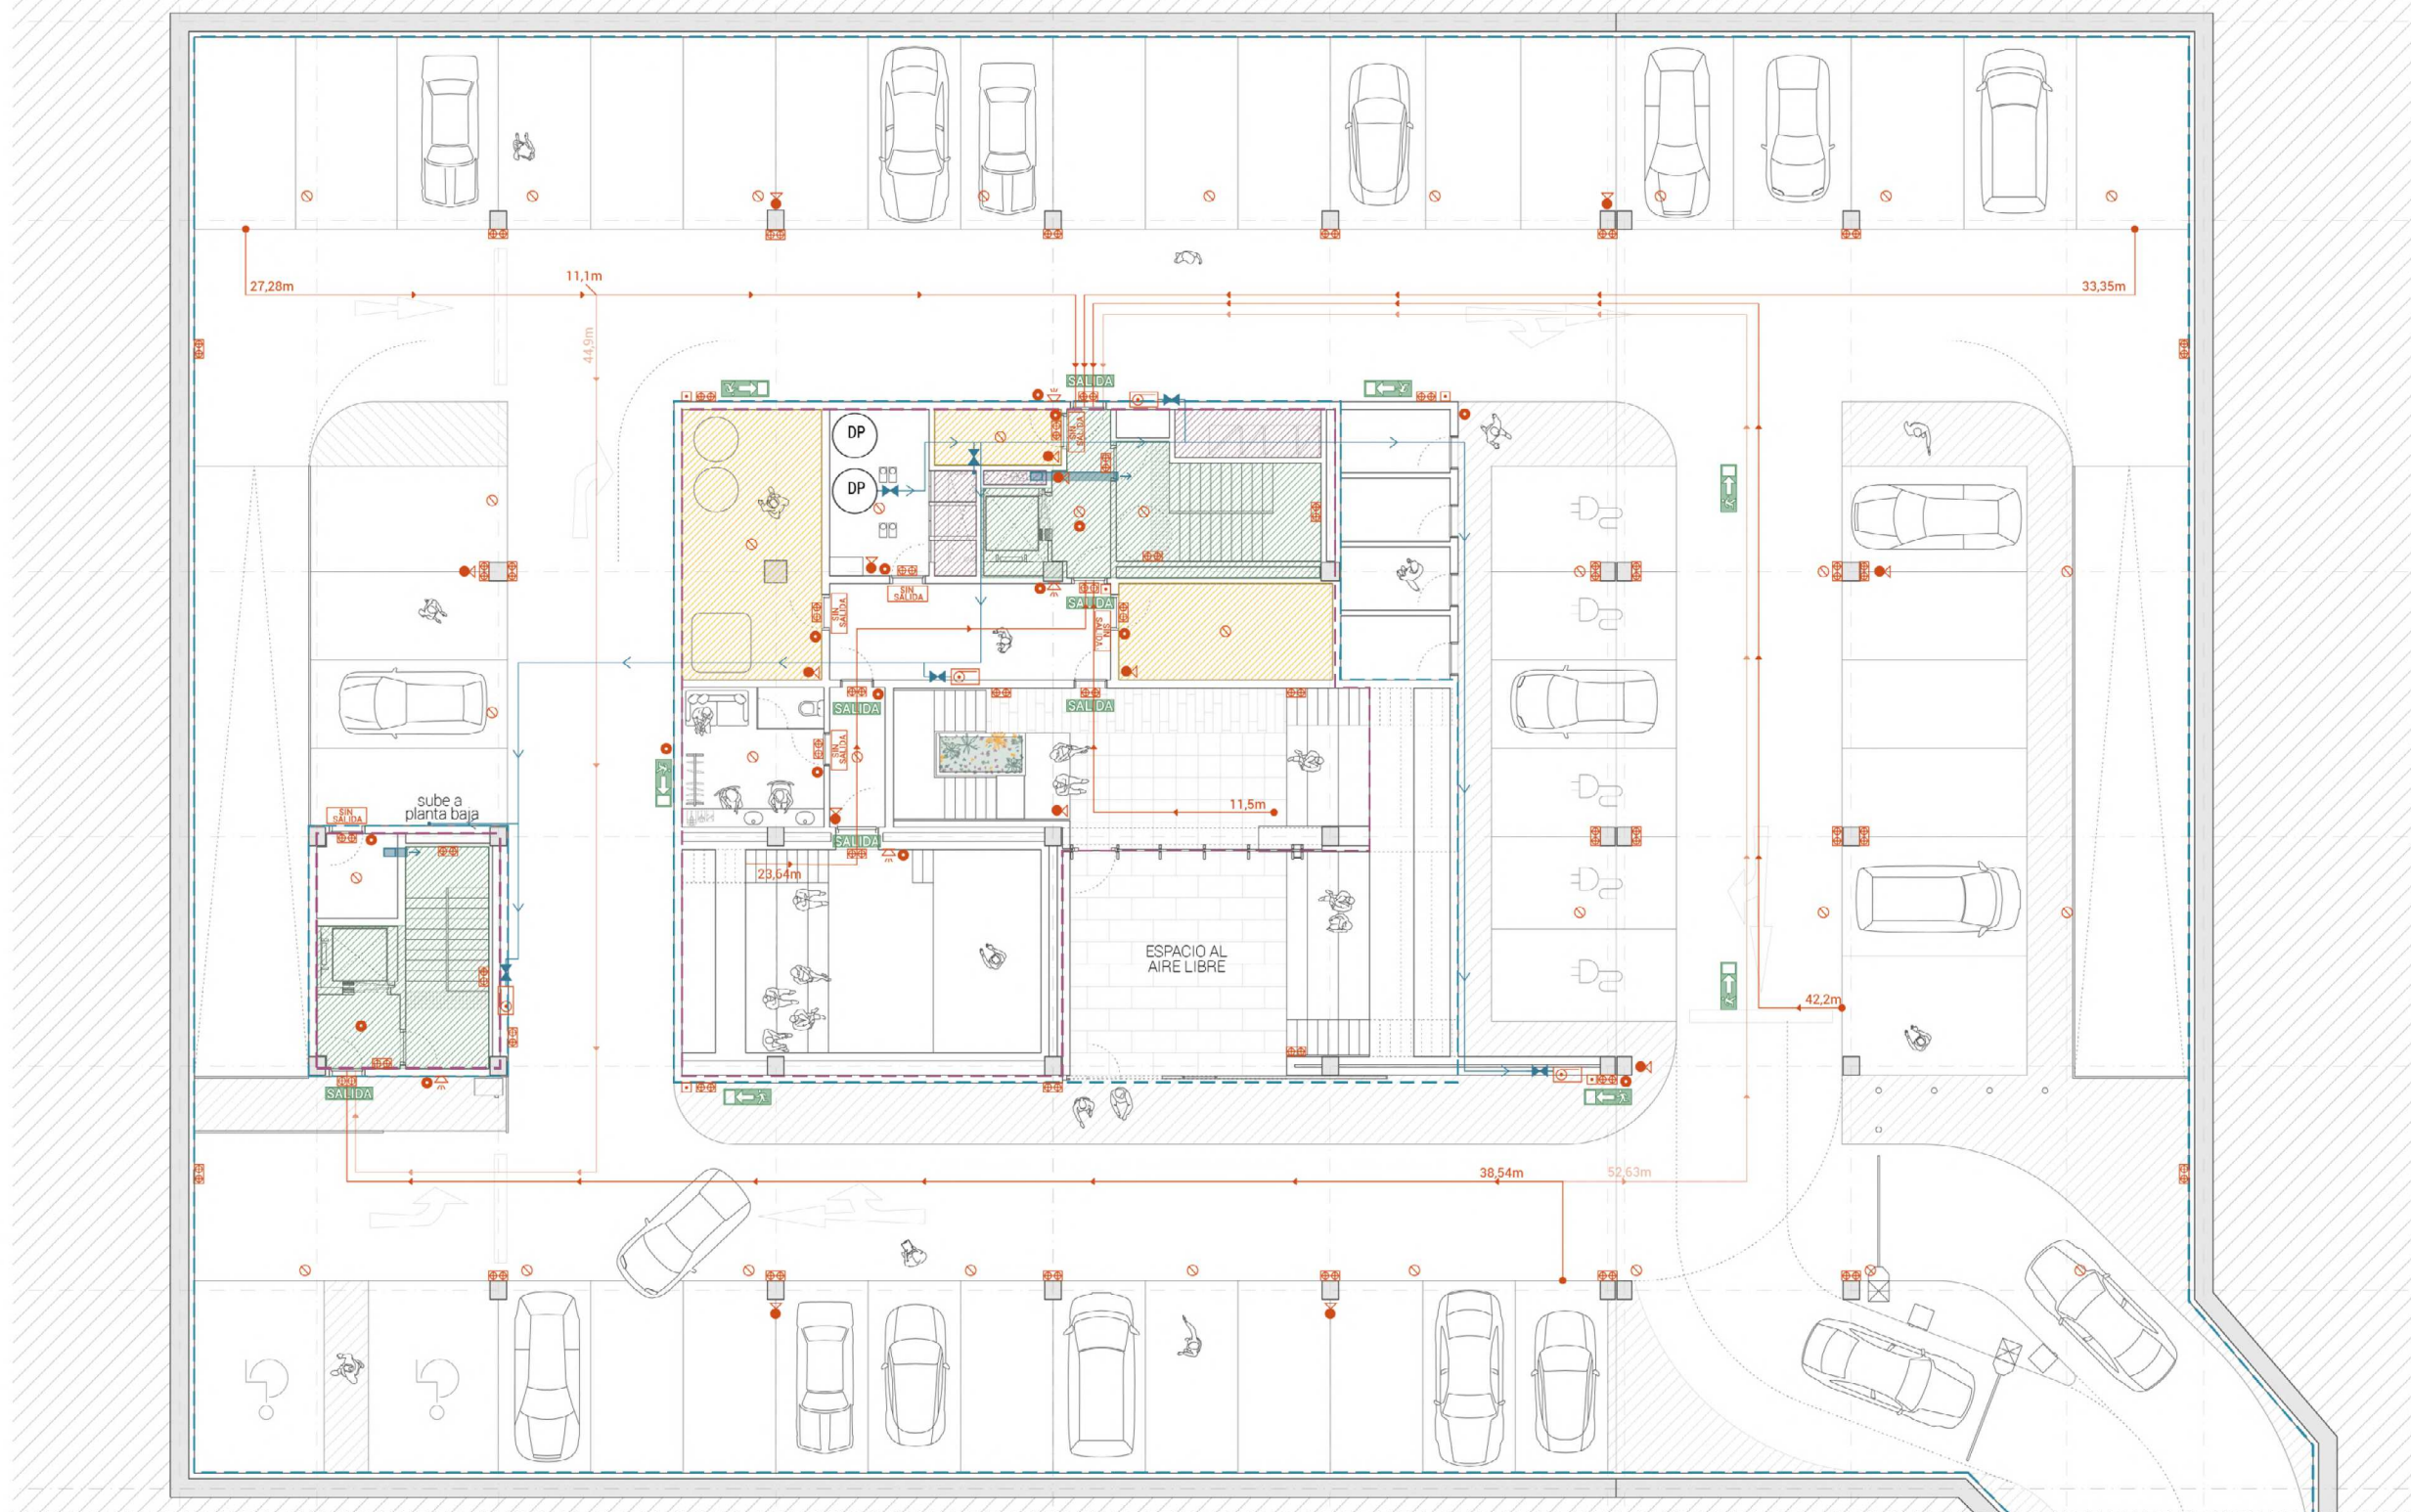 11,1m
27,28m
33,35m
44,9m
SALIDA
SIN
SALIDA
DP
DP
SIN
SALIDA
SIN
SALIDA
SALIDA
SIN
SALIDA
SALIDA
SALIDA
SIN
SALIDA
11,5m
sube a
planta baja
SIN
SALIDA
SALIDA
23,64m
ESPACIO AL
AIRE LIBRE
42,2m
SALIDA
38,54m
52,63m